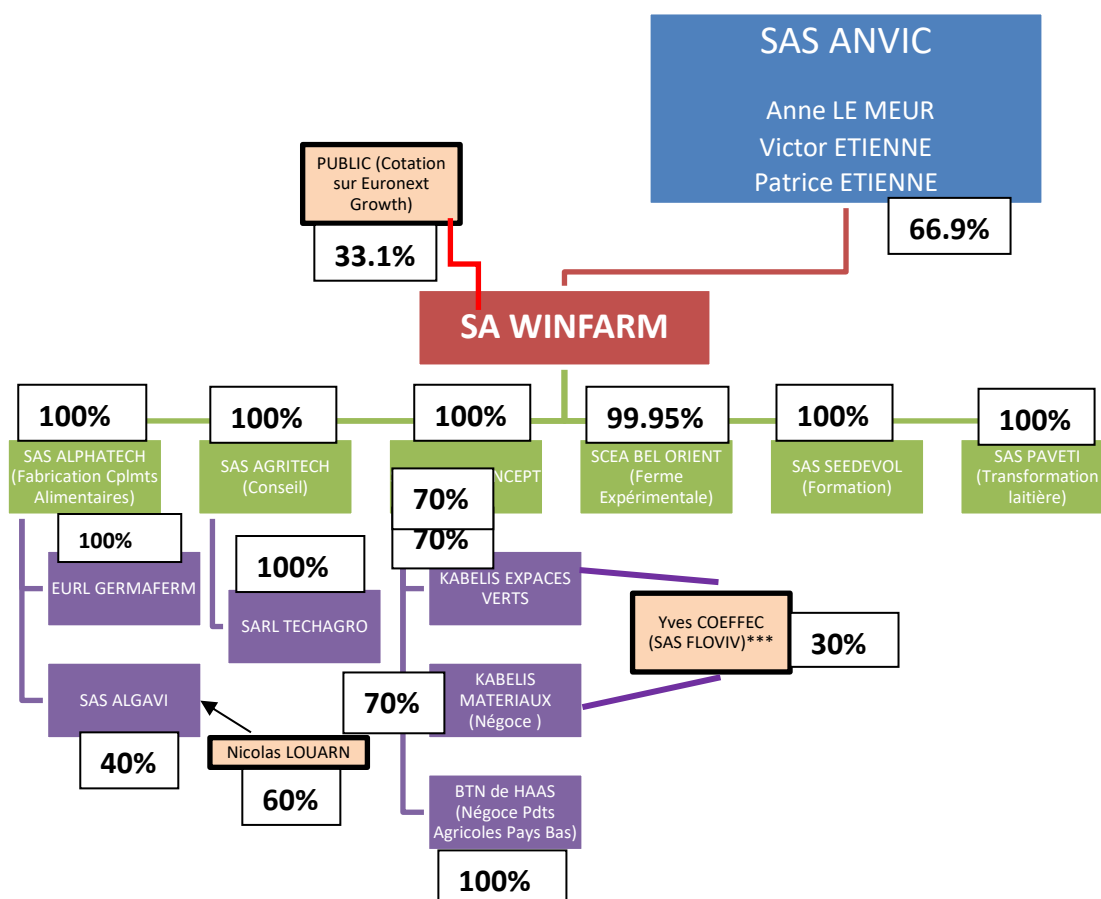 SAS ANVIC
Anne LE MEUR
Victor ETIENNE
Patrice ETIENNE
66.9%
PUBLIC (Cotation
sur Euronext
Growth)
33.1%
SA WINFARM
100%
100%
100%
99.95%
100%
100%
SAS ALPHATECH
(Fabrication Cplmts
Alimentaires)
SAS AGRITECH
(Conseil)
NCEPT
SCEA BEL ORIENT
(Ferme
Expérimentale)
SAS SEEDEVOL
(Formation)
SAS PAVETI
(Transformation
laitière)
70%
70%
100%
EURL GERMAFERM
100%
SARL TECHAGRO
KABELIS EXPACES
VERTS
Yves COEFFEC
(SAS FLOVIV)***
30%
SAS ALGAVI
40%
Nicolas LOUARN
60%
70%
KABELIS
MATERIAUX
(Négoce )
BTN de HAAS
(Négoce Pdts
Agricoles Pays Bas)
100%